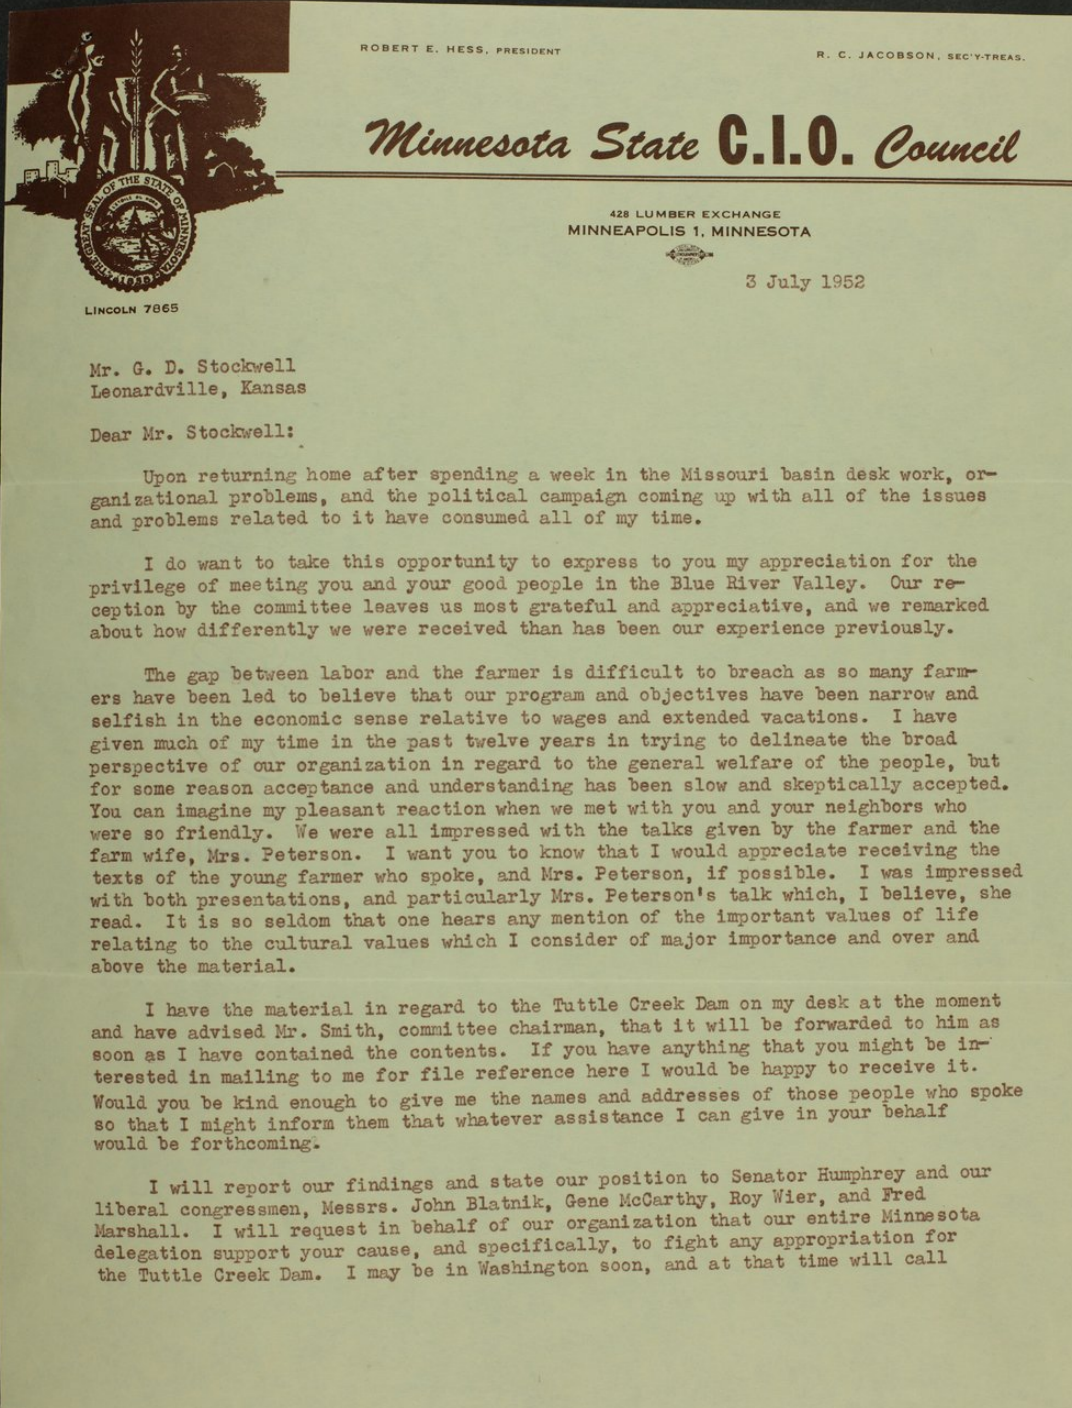 ROBERT E. HESS, PRESIDENT
R. C. JACOBSON, SEC'Y-TREAS.
Minnesota State C.I.O. Council
428 LUMBER EXCHANGE
MINNEAPOLIS 1, MINNESOTA
THE GREAT SEAL OF THE STATE OF MINNESOTA
LINCOLN 7865
3 July 1952
Mr. G. D. Stockwell
Leonardville, Kansas
Dear Mr. Stockwell:
Upon returning home after spending a week in the Missouri basin desk work, or-
ganizational problems, and the political campaign coming up with all of the issues
and problems related to it have consumed all of my time.
I do want to take this opportunity to express to you my appreciation for the
privilege of meeting you and your good people in the Blue River Valley. Our re-
ception by the committee leaves us most grateful and appreciative, and we remarked
about how differently we were received than has been our experience previously.
The gap between labor and the farmer is difficult to breach as so many farm-
ers have been led to believe that our program and objectives have been narrow and
selfish in the economic sense relative to wages and extended vacations. I have
given much of my time in the past twelve years in trying to delineate the broad
perspective of our organization in regard to the general welfare of the people, but
for some reason acceptance and understanding has been slow and skeptically accepted.
You can imagine my pleasant reaction when we met with you and your neighbors who
were so friendly. We were all impressed with the talks given by the farmer and the
farm wife, Mrs. Peterson. I want you to know that I would appreciate receiving the
texts of the young farmer who spoke, and Mrs. Peterson, if possible. I was impressed
with both presentations, and particularly Mrs. Peterson's talk which, I believe, she
read. It is so seldom that one hears any mention of the important values of life
relating to the cultural values which I consider of major importance and over and
above the material.
I have the material in regard to the Tuttle Creek Dam on my desk at the moment
and have advised Mr. Smith, committee chairman, that it will be forwarded to him as
soon as I have contained the contents. If you have anything that you might be in-
terested in mailing to me for file reference here I would be happy to receive it.
Would you be kind enough to give me the names and addresses of those people who spoke
so that I might inform them that whatever assistance I can give in your behalf
would be forthcoming.
I will report our findings and state our position to Senator Humphrey and our
liberal congressmen, Messrs. John Blatnik, Gene McCarthy, Roy Wier, and Fred
Marshall. I will request in behalf of our organization that our entire Minnesota
delegation support your cause, and specifically, to fight any appropriation for
the Tuttle Creek Dam. I may be in Washington soon, and at that time will call